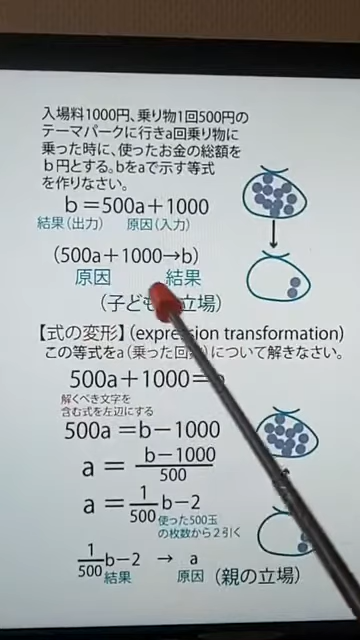 入場料1000円、乗り物1回500円の
テーマパークに行きa回乗り物に
乗った時に、使ったお金の総額を
b円とする。bをaで示す等式
を作りなさい。
b＝500a＋1000
結果(出力) 原因(入力)
(500a＋1000→b)
原因 結果
(子ども 立場)
【式の変形】(expression transformation)
この等式をa(乗った回 )について解きなさい。
500a＋1000＝
解くべき文字を
含む式を左辺にする
500a＝b－1000
a＝ b－1000
500
a＝ 1/500 b－2
使った500玉
の枚数から2引く
1/500 b－2 → a
結果 原因 (親の立場)